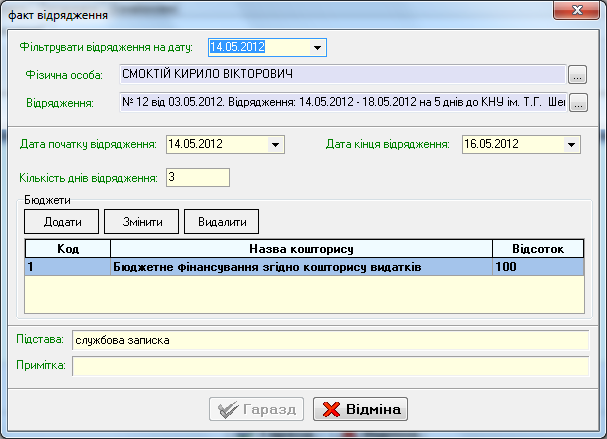 факт відрядження
Фільтрувати відрядження на дату: 14.05.2012
Фізична особа: СМОКТІЙ КИРИЛО ВІКТОРОВИЧ ...
Відрядження: № 12 від 03.05.2012. Відрядження: 14.05.2012 - 18.05.2012 на 5 днів до КНУ ім. Т.Г. Шев ...
Дата початку відрядження: 14.05.2012 Дата кінця відрядження: 16.05.2012
Кількість днів відрядження: 3
Бюджети
Додати Змінити Видалити
Код Назва кошторису Відсоток
1 Бюджетне фінансування згідно кошторису видатків 100
Підстава: службова записка
Примітка:
Гаразд Відміна